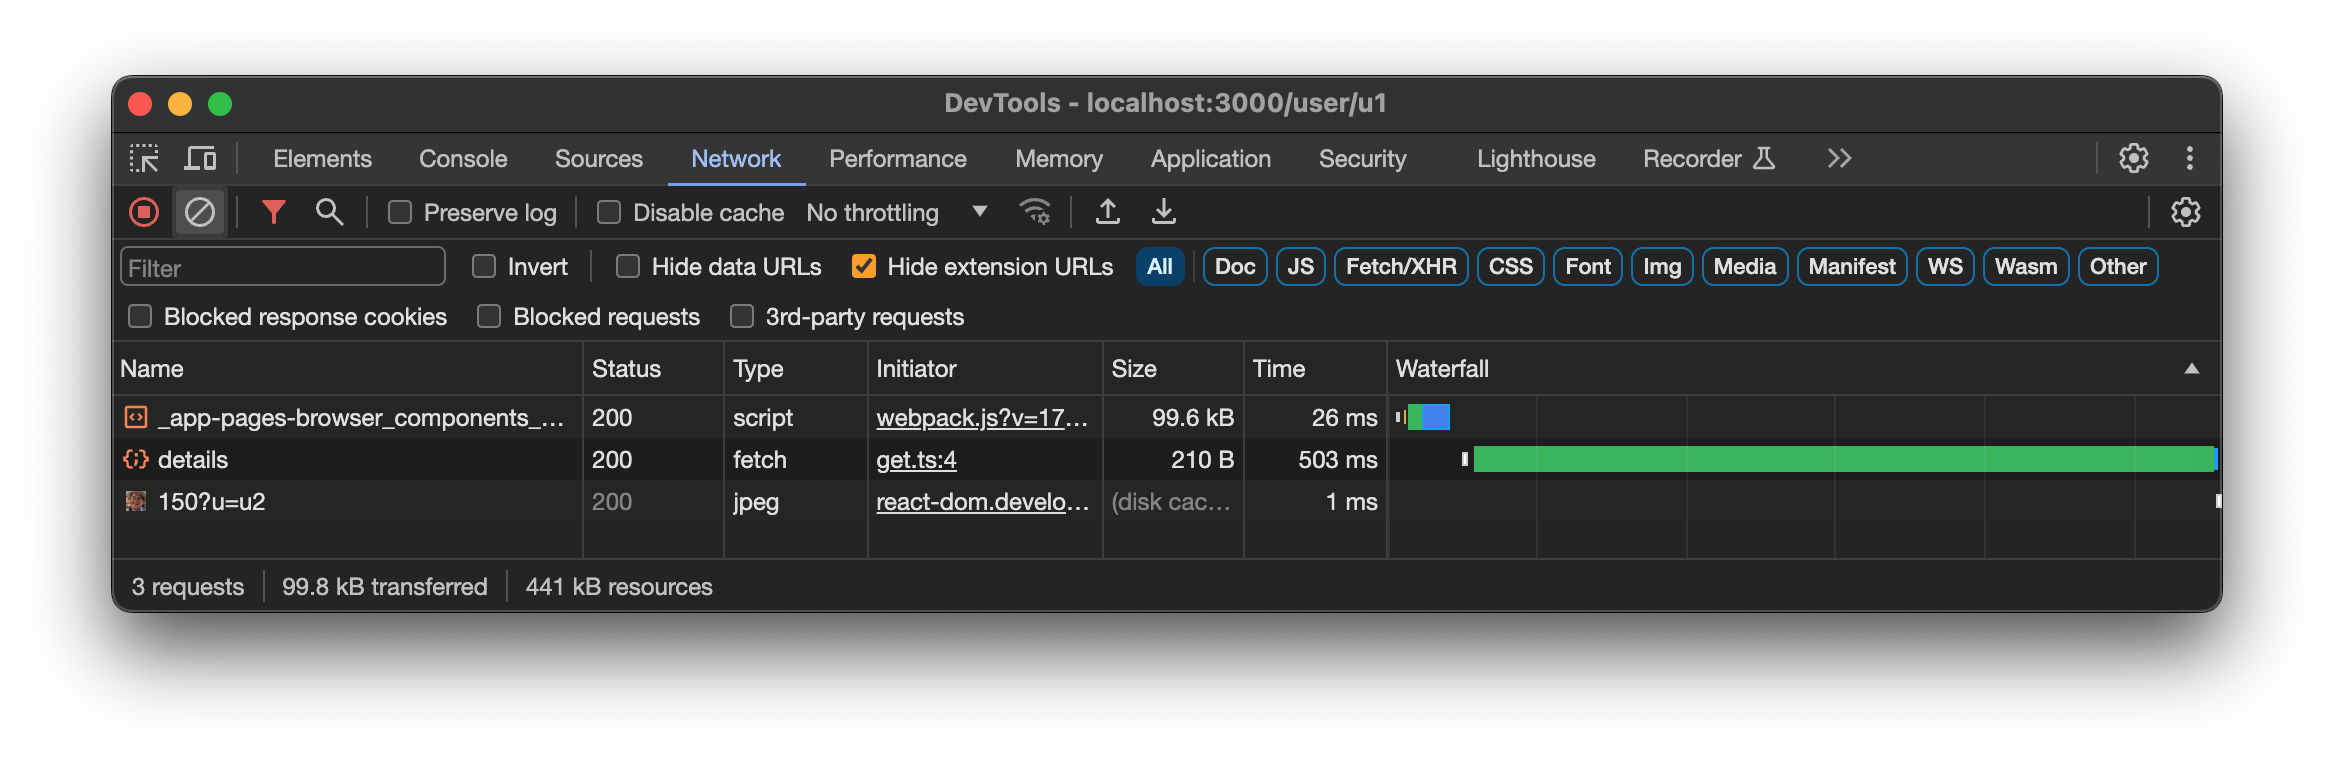 DevTools - localhost:3000/user/u1
Elements Console Sources Network Performance Memory Application Security Lighthouse Recorder
Preserve log Disable cache No throttling
Filter Invert Hide data URLs Hide extension URLs All Doc JS Fetch/XHR CSS Font Img Media Manifest WS Wasm Other
Blocked response cookies Blocked requests 3rd-party requests
Name Status Type Initiator Size Time Waterfall
_app-pages-browser_components_... 200 script webpack.js?v=17... 99.6 kB 26 ms
details 200 fetch get.ts:4 210 B 503 ms
150?u=u2 200 jpeg react-dom.develo... (disk cac... 1 ms
3 requests 99.8 kB transferred 441 kB resources